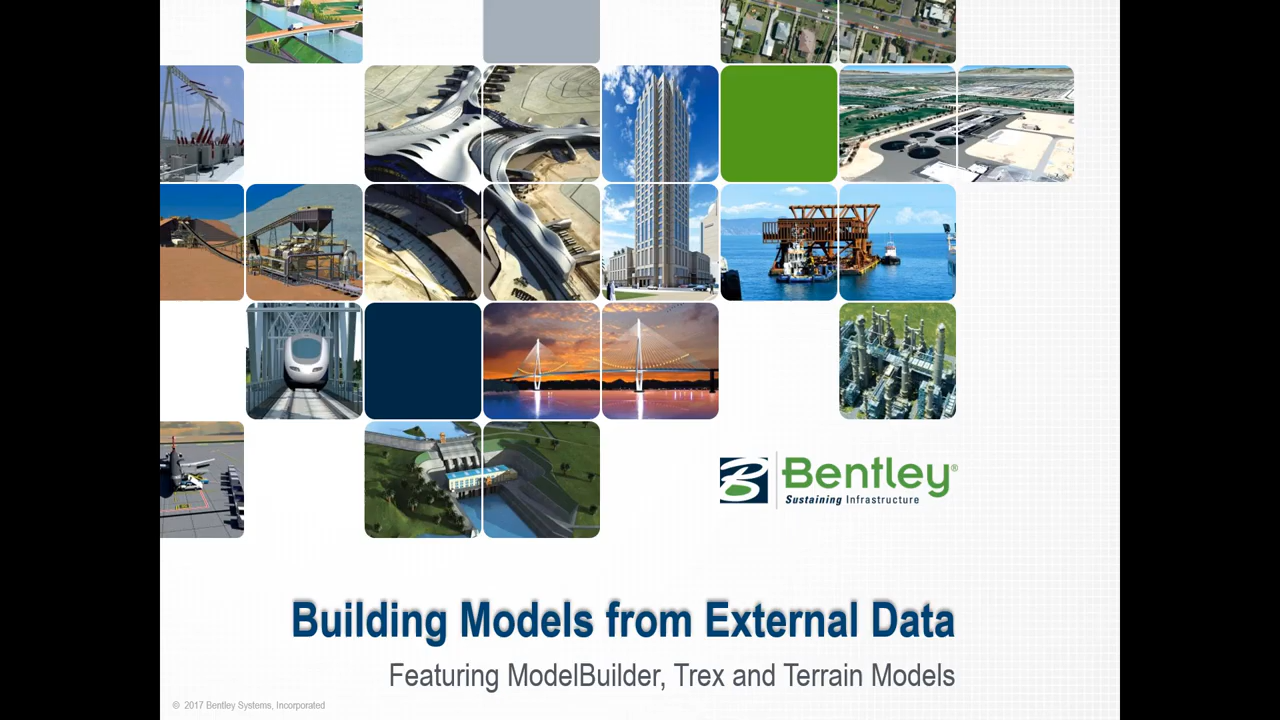 Bentley®
Sustaining Infrastructure
Building Models from External Data
Featuring ModelBuilder, Trex and Terrain Models
© 2017 Bentley Systems, Incorporated